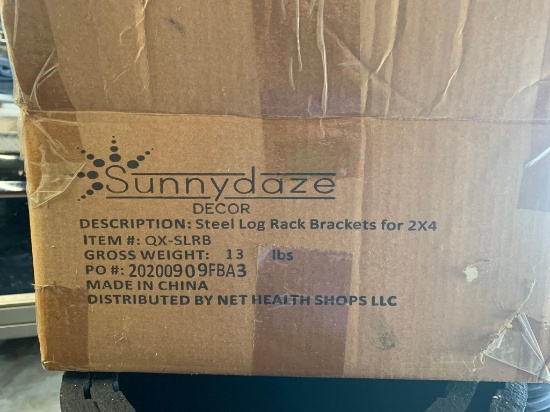 Sunnydaze
DECOR
DESCRIPTION: Steel Log Rack Brackets for 2X4
ITEM #: QX-SLRB
GROSS WEIGHT: 13 lbs
PO #: 20200909FBA3
MADE IN CHINA
DISTRIBUTED BY NET HEALTH SHOPS LLC